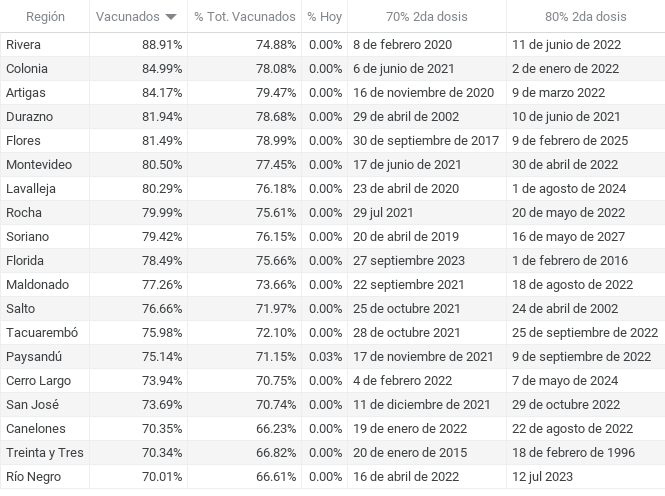 Región Vacunados % Tot. Vacunados % Hoy 70% 2da dosis 80% 2da dosis
Rivera 88.91% 74.88% 0.00% 8 de febrero 2020 11 de junio de 2022
Colonia 84.99% 78.08% 0.00% 6 de junio de 2021 2 de enero de 2022
Artigas 84.17% 79.47% 0.00% 16 de noviembre de 2020 9 de marzo 2022
Durazno 81.94% 78.68% 0.00% 29 de abril de 2002 10 de junio de 2021
Flores 81.49% 78.99% 0.00% 30 de septiembre de 2017 9 de febrero de 2025
Montevideo 80.50% 77.45% 0.00% 17 de junio de 2021 30 de abril de 2022
Lavalleja 80.29% 76.18% 0.00% 23 de abril de 2020 1 de agosto de 2024
Rocha 79.99% 75.61% 0.00% 29 jul 2021 20 de mayo de 2022
Soriano 79.42% 76.15% 0.00% 20 de abril de 2019 16 de mayo de 2027
Florida 78.49% 75.66% 0.00% 27 septiembre 2023 1 de febrero de 2016
Maldonado 77.26% 73.66% 0.00% 22 septiembre 2021 18 de agosto de 2022
Salto 76.66% 71.97% 0.00% 25 de octubre 2021 24 de abril de 2002
Tacuarembó 75.98% 72.10% 0.00% 28 de octubre 2021 25 de septiembre de 2022
Paysandú 75.14% 71.15% 0.03% 17 de noviembre de 2021 9 de septiembre de 2022
Cerro Largo 73.94% 70.75% 0.00% 4 de febrero 2022 7 de mayo de 2024
San José 73.69% 70.74% 0.00% 11 de diciembre de 2021 29 de octubre 2022
Canelones 70.35% 66.23% 0.00% 19 de enero de 2022 22 de agosto de 2022
Treinta y Tres 70.34% 66.82% 0.00% 20 de enero de 2015 18 de febrero de 1996
Río Negro 70.01% 66.61% 0.00% 16 de abril de 2022 12 jul 2023